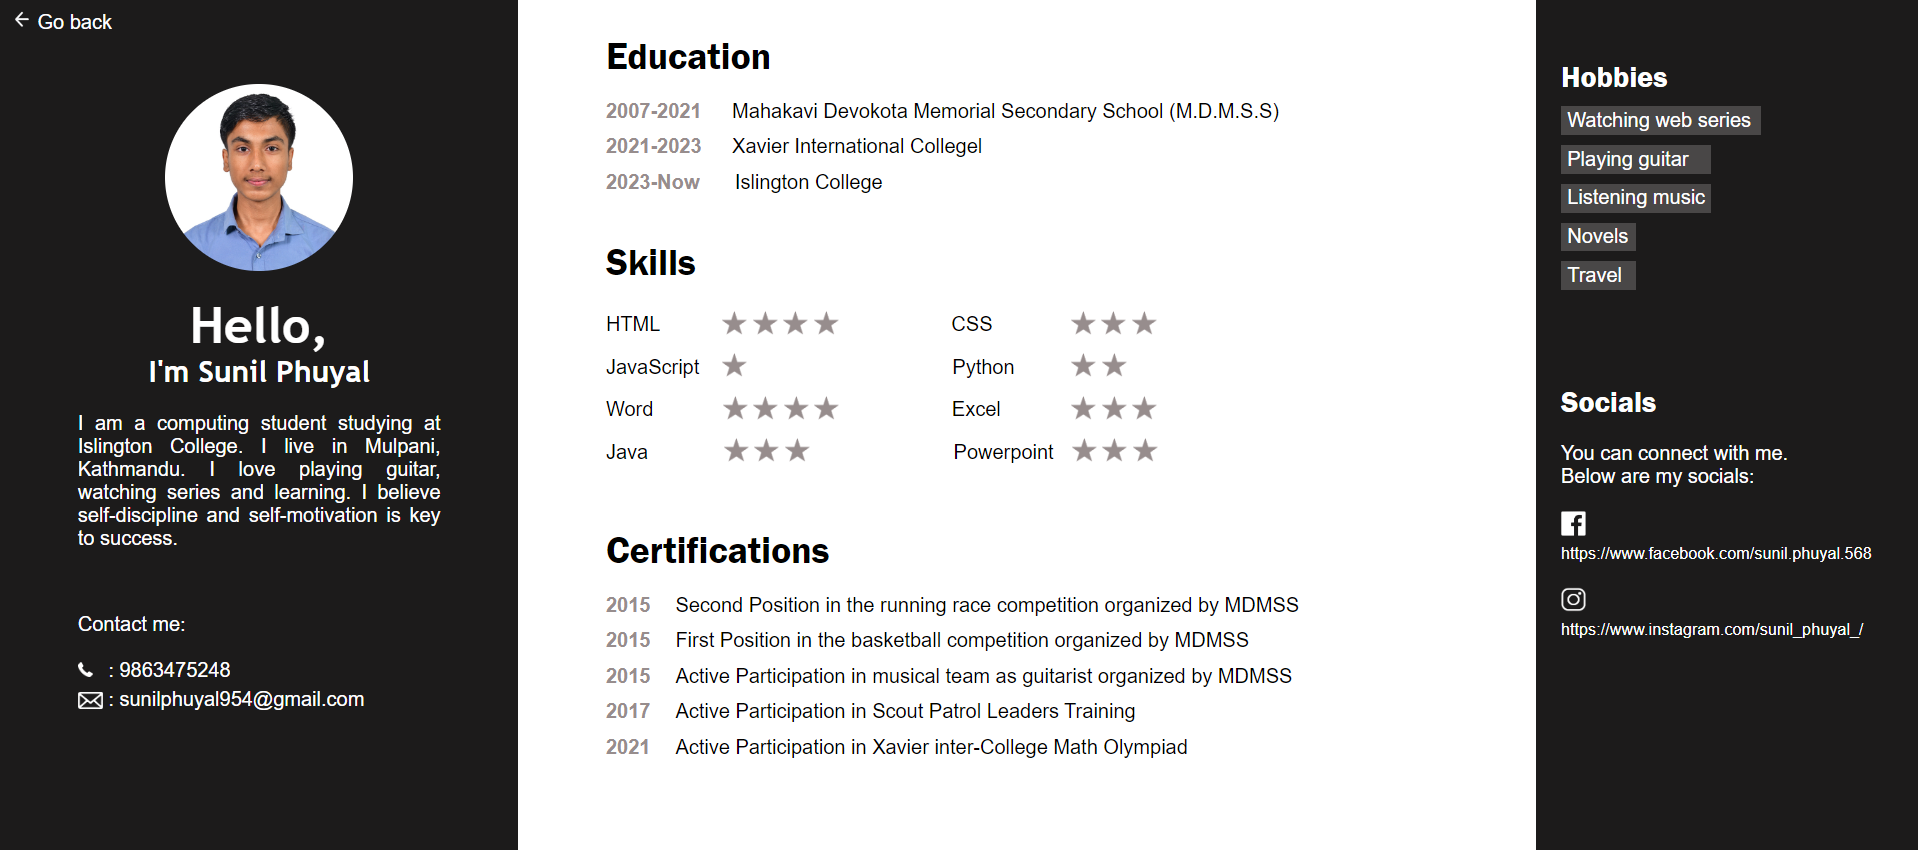 Go back
Hello,
I'm Sunil Phuyal
I am a computing student studying at
Islington College. I live in Mulpani,
Kathmandu. I love playing guitar,
watching series and learning. I believe
self-discipline and self-motivation is key
to success.
Contact me:
: 9863475248
: sunilphuyal954@gmail.com
Education
2007-2021 Mahakavi Devokota Memorial Secondary School (M.D.M.S.S)
2021-2023 Xavier International Collegel
2023-Now Islington College
Skills
HTML CSS
JavaScript Python
Word Excel
Java Powerpoint
Certifications
2015 Second Position in the running race competition organized by MDMSS
2015 First Position in the basketball competition organized by MDMSS
2015 Active Participation in musical team as guitarist organized by MDMSS
2017 Active Participation in Scout Patrol Leaders Training
2021 Active Participation in Xavier inter-College Math Olympiad
Hobbies
Watching web series
Playing guitar
Listening music
Novels
Travel
Socials
You can connect with me.
Below are my socials:
https://www.facebook.com/sunil.phuyal.568
https://www.instagram.com/sunil_phuyal_/